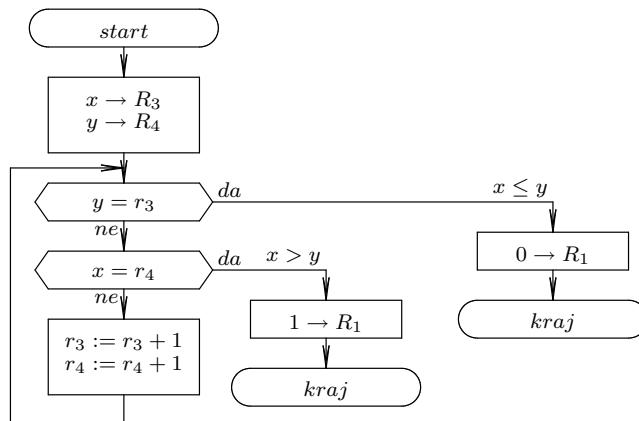 start
x → R₃
y → R₄
y = r₃
da
x ≤ y
ne
0 → R₁
kraj
x = r₄
da
x > y
ne
1 → R₁
kraj
r₃ := r₃ + 1
r₄ := r₄ + 1